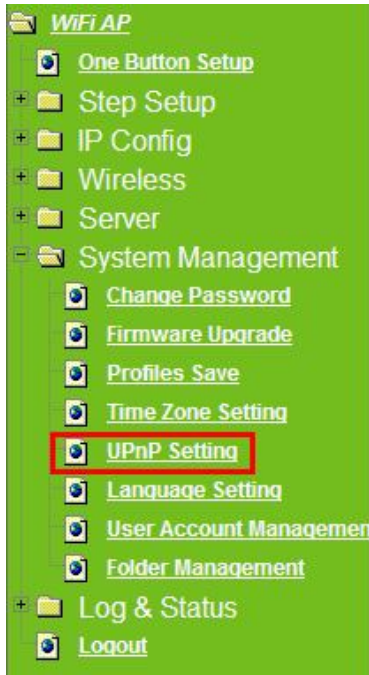 WiFi AP
One Button Setup
Step Setup
IP Config
Wireless
Server
System Management
Change Password
Firmware Upgrade
Profiles Save
Time Zone Setting
UPnP Setting
Language Setting
User Account Managemen
Folder Management
Log & Status
Logout